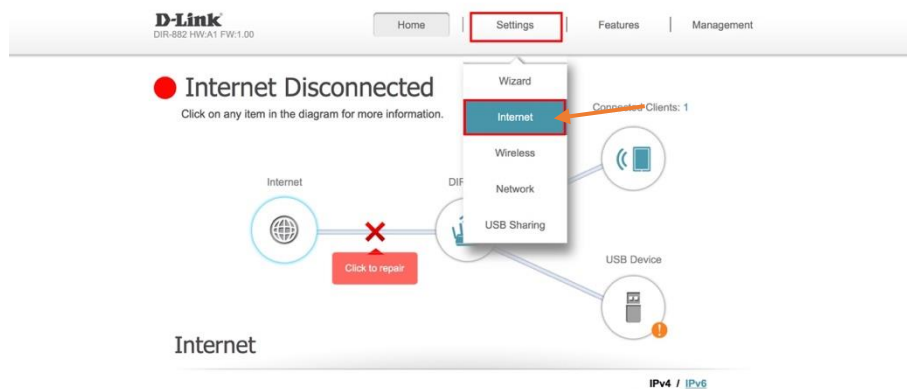 D-Link
DIR-882 HW:A1 FW:1.00
Home
Settings
Features
Management
Internet Disconnected
Click on any item in the diagram for more information.
Wizard
Internet
Wireless
Network
USB Sharing
Connected Clients: 1
Internet
DIR
Click to repair
USB Device
Internet
IPv4 / IPv6